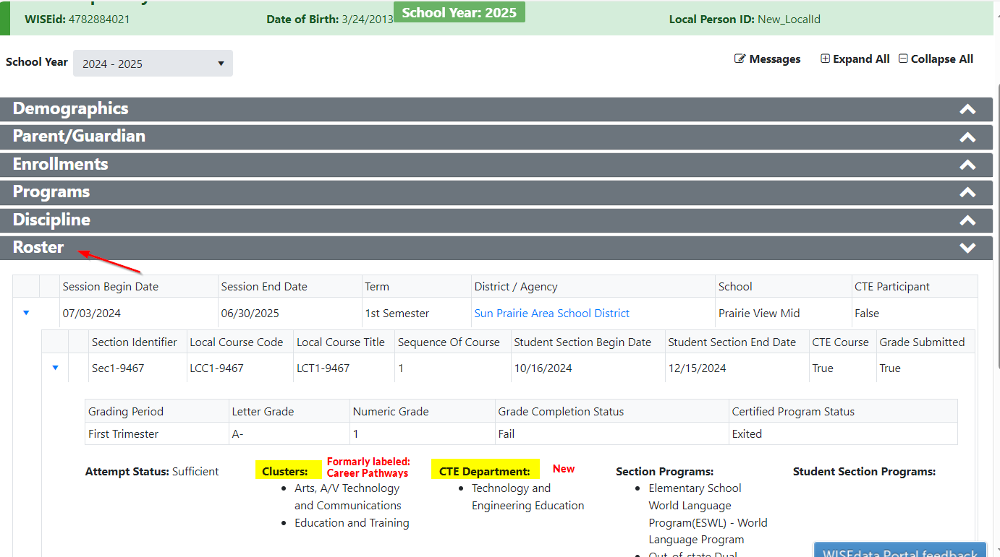 School Year: 2025
WISEid: 4782884021 Date of Birth: 3/24/2013 Local Person ID: New_LocalId
School Year 2024 - 2025 Messages Expand All Collapse All
Demographics
Parent/Guardian
Enrollments
Programs
Discipline
Roster
Session Begin Date Session End Date Term District / Agency School CTE Participant
07/03/2024 06/30/2025 1st Semester Sun Prairie Area School District Prairie View Mid False
Section Identifier Local Course Code Local Course Title Sequence Of Course Student Section Begin Date Student Section End Date CTE Course Grade Submitted
Sec1-9467 LCC1-9467 LCT1-9467 1 10/16/2024 12/15/2024 True True
Grading Period Letter Grade Numeric Grade Grade Completion Status Certified Program Status
First Trimester A- 1 Fail Exited
Attempt Status: Sufficient
Clusters:
Formarly labeled:
Career Pathways
Arts, A/V Technology
and Communications
Education and Training
CTE Department: New
Technology and
Engineering Education
Section Programs:
Elementary School
World Language
Program(ESWL) - World
Language Program
Out-of-state Dual
Student Section Programs:
WISEdata Portal feedback